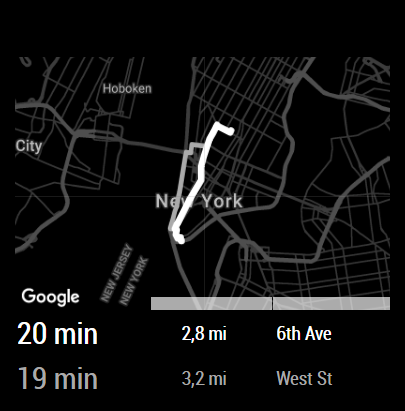 Hoboken
City
New York
NEW JERSEY
NEW YORK
Google
20 min 2,8 mi 6th Ave
19 min 3,2 mi West St